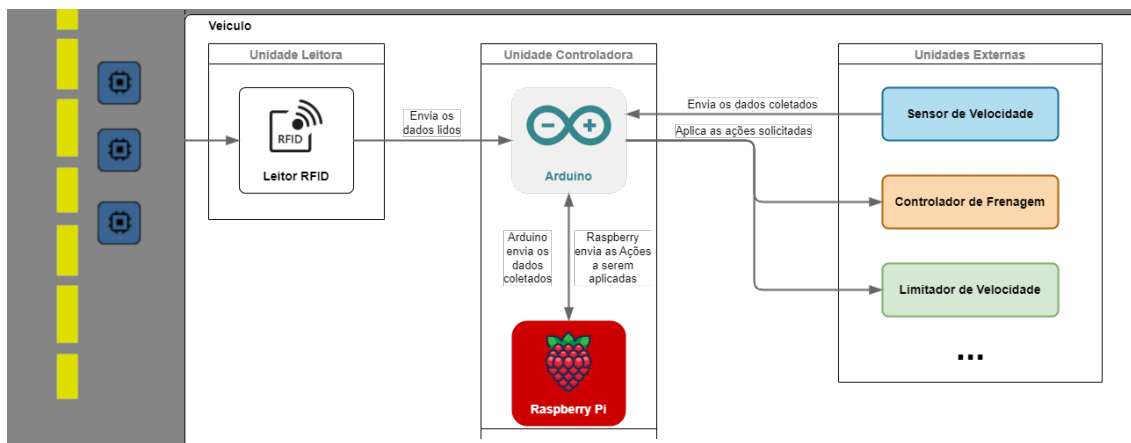 Veículo
Unidade Leitora
Unidade Controladora
Unidades Externas
RFID
Leitor RFID
Envia os
dados lidos
Arduino
Envia os dados coletados
Aplica as ações solicitadas
Sensor de Velocidade
Controlador de Frenagem
Limitador de Velocidade
...
Arduino
envia os
dados
coletados
Raspberry
envia as Ações
a serem
aplicadas
Raspberry Pi